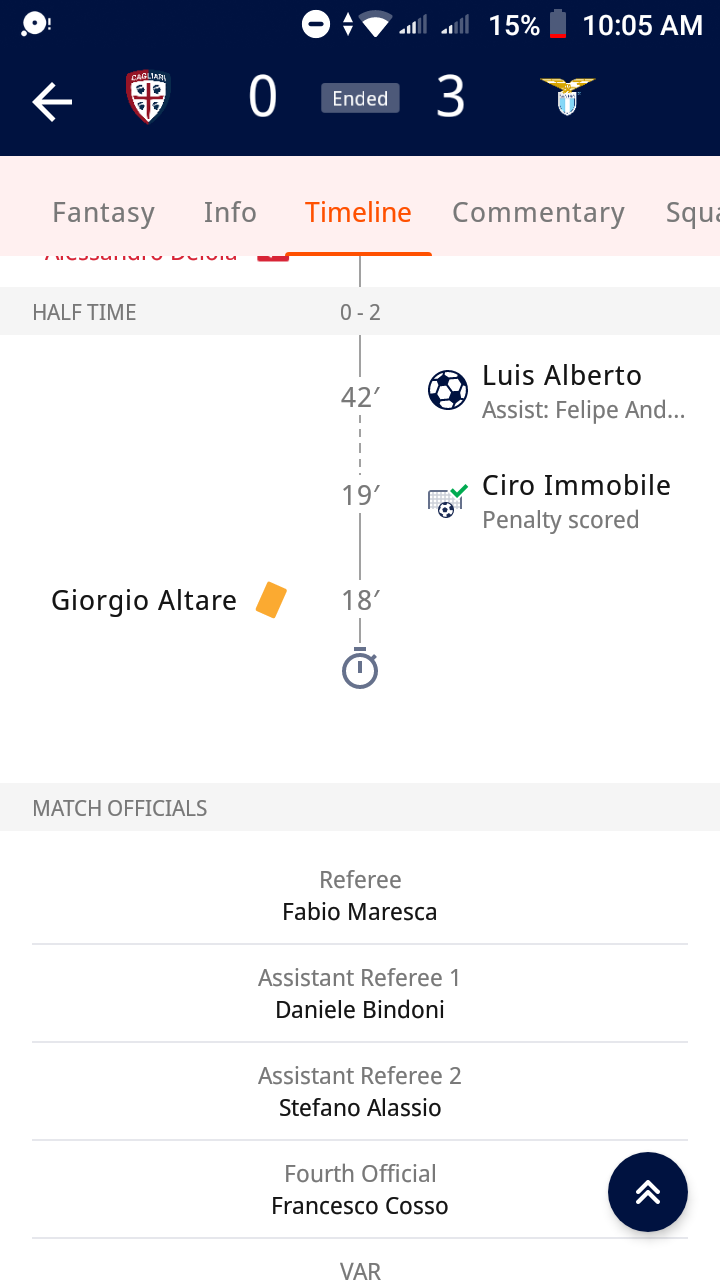 15% 10:05 AM
CAGLIARI
0 Ended 3
Fantasy Info Timeline Commentary Squa
HALF TIME 0 - 2
42′ Luis Alberto
Assist: Felipe And...
19′ Ciro Immobile
Penalty scored
Giorgio Altare 18′
MATCH OFFICIALS
Referee
Fabio Maresca
Assistant Referee 1
Daniele Bindoni
Assistant Referee 2
Stefano Alassio
Fourth Official
Francesco Cosso
VAR